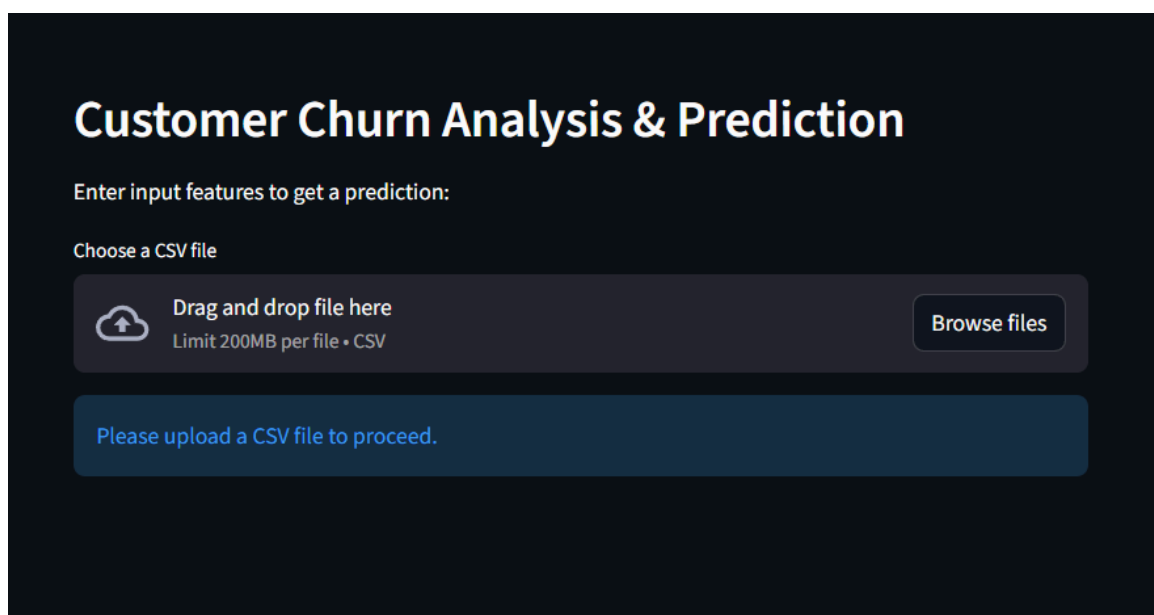 Customer Churn Analysis & Prediction
Enter input features to get a prediction:
Choose a CSV file
Drag and drop file here
Limit 200MB per file • CSV
Browse files
Please upload a CSV file to proceed.